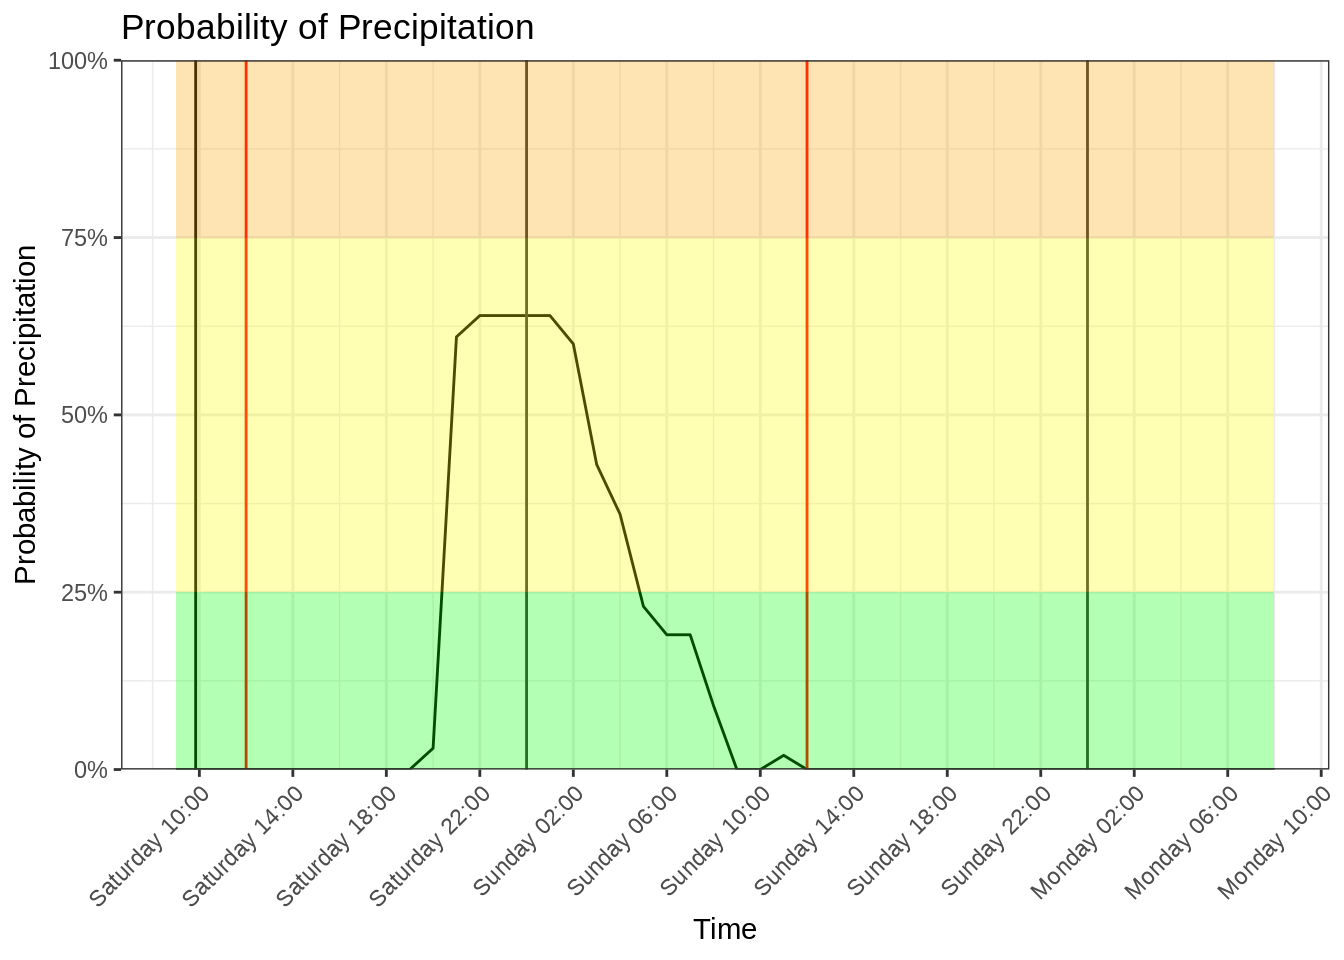 Probability of Precipitation
Probability of Precipitation
100%
75%
50%
25%
0%
Saturday 10:00
Saturday 14:00
Saturday 18:00
Saturday 22:00
Sunday 02:00
Sunday 06:00
Sunday 10:00
Sunday 14:00
Sunday 18:00
Sunday 22:00
Monday 02:00
Monday 06:00
Monday 10:00
Time